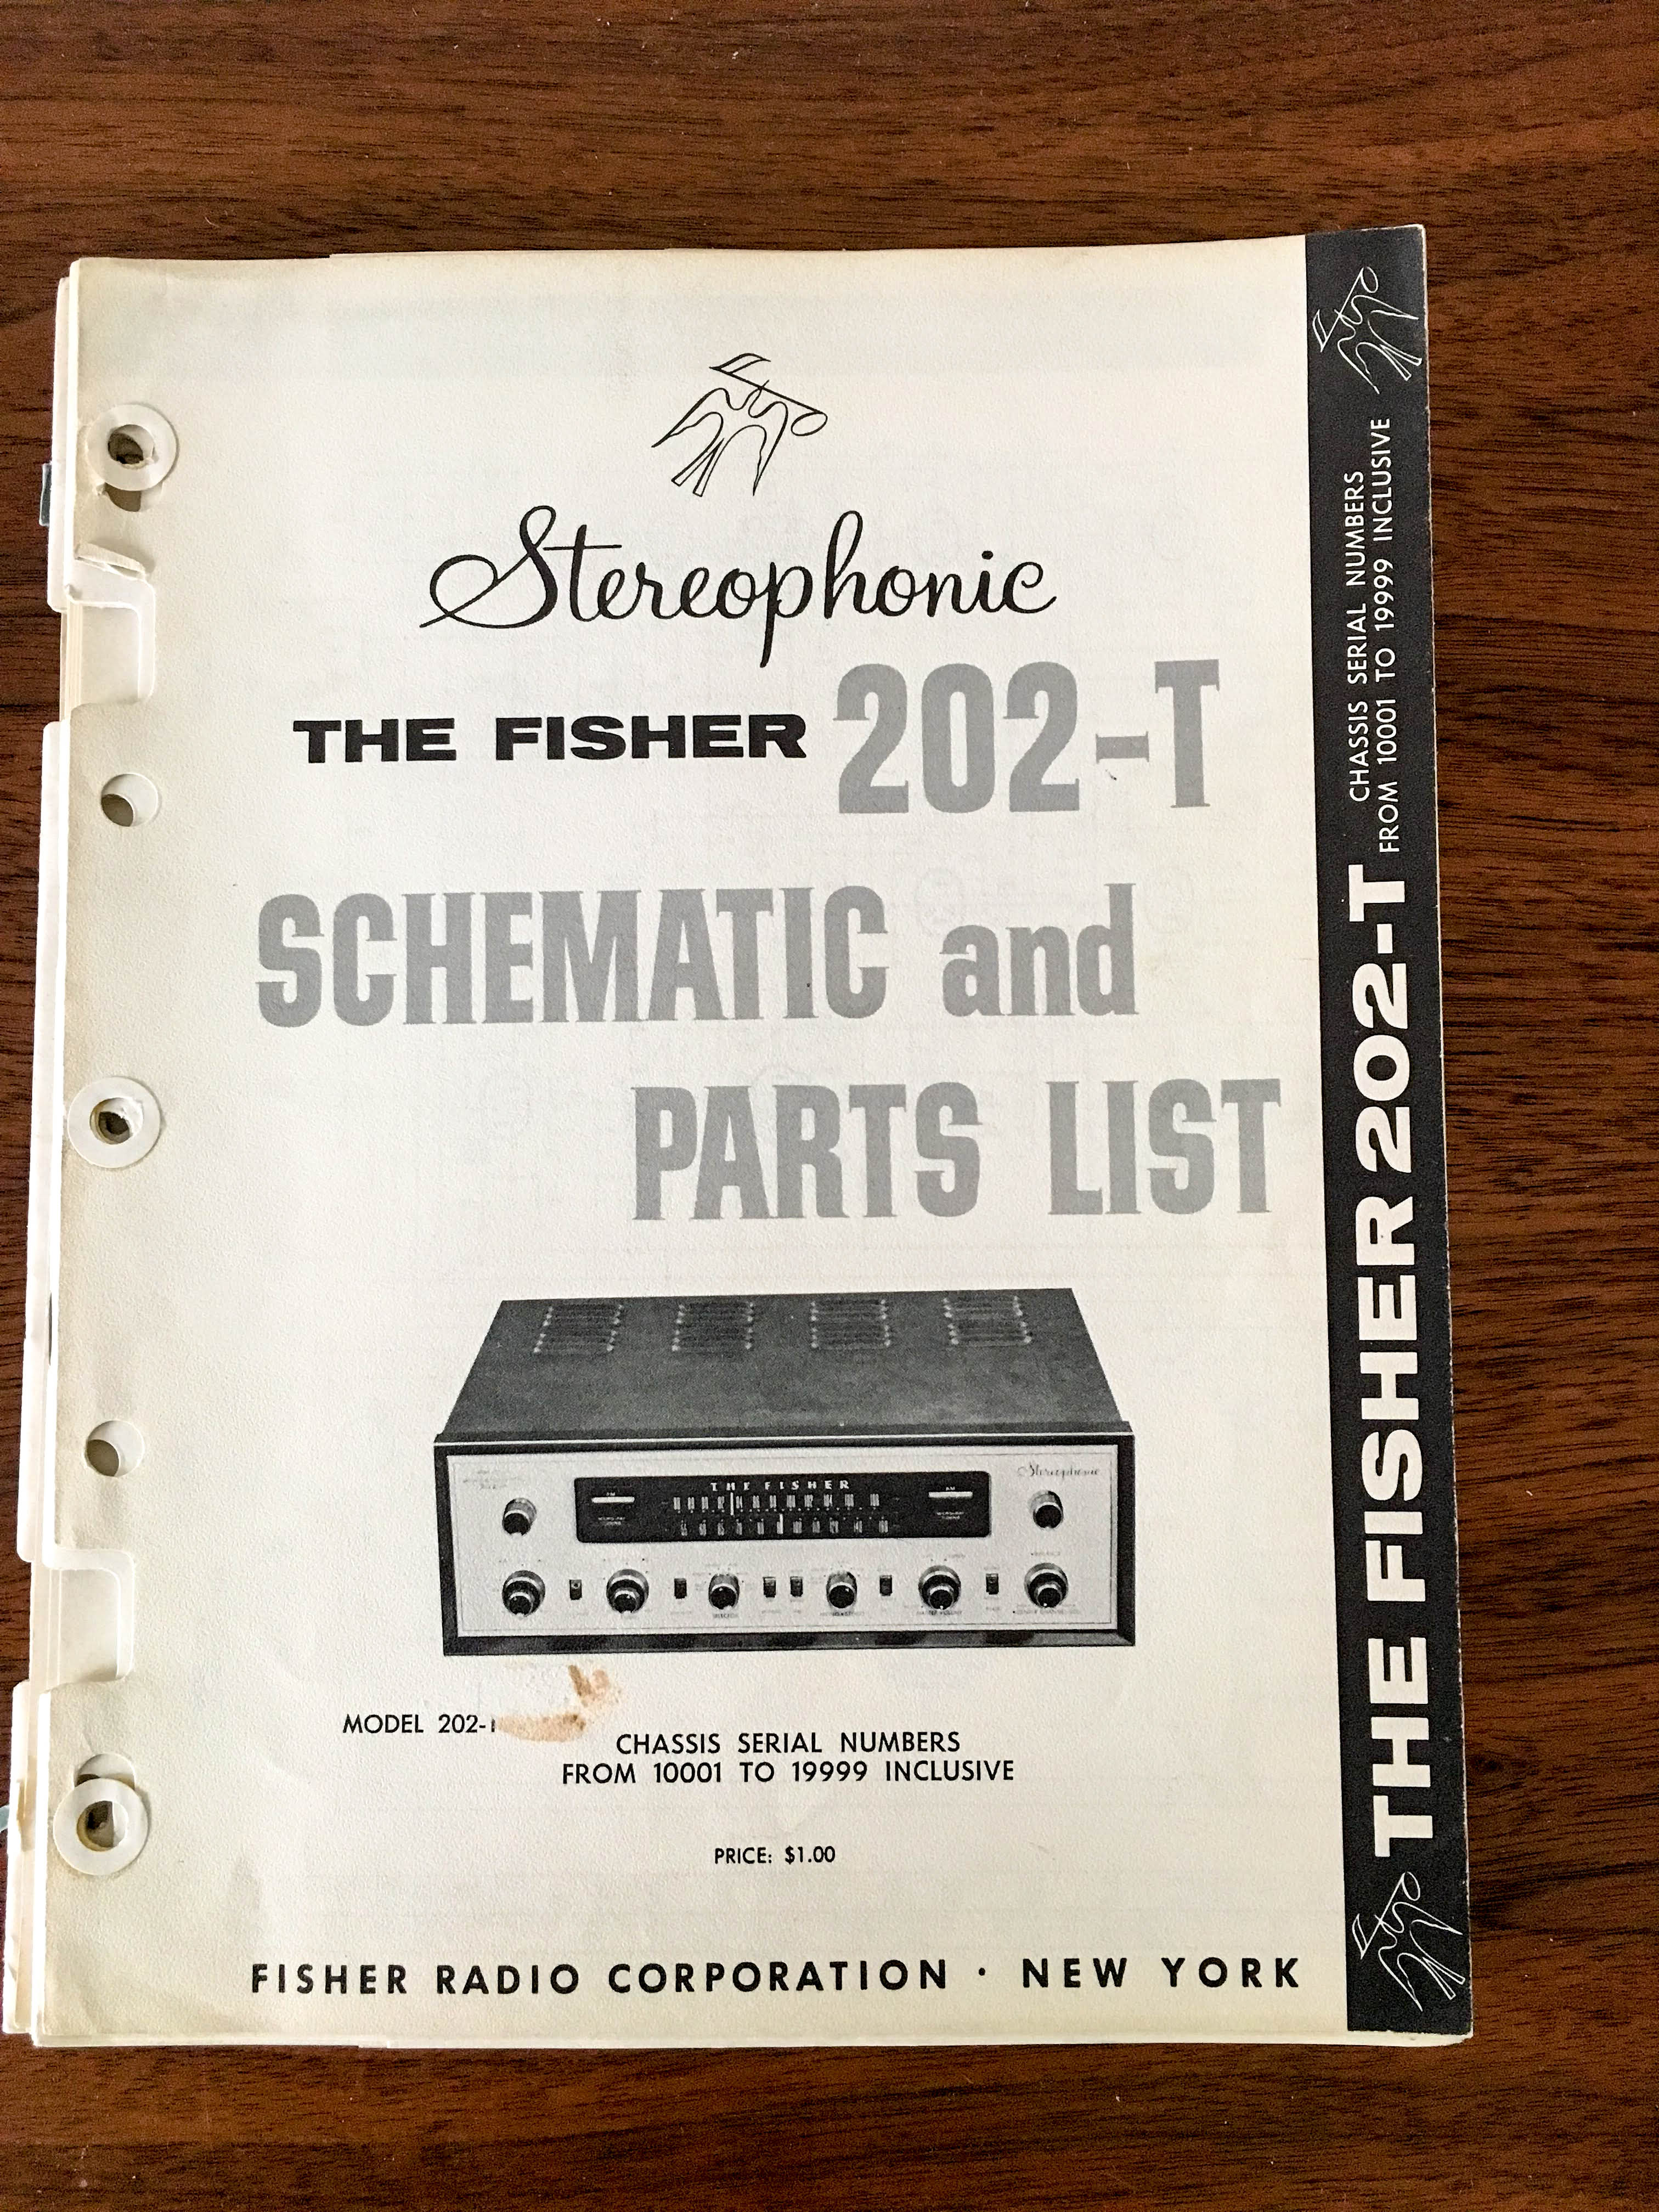 Stereophonic
THE FISHER 202-T
SCHEMATIC and
PARTS LIST
Stereophonic
THE FISHER
MODEL 202-
CHASSIS SERIAL NUMBERS
FROM 10001 TO 19999 INCLUSIVE
PRICE: $1.00
FISHER RADIO CORPORATION · NEW YORK
THE FISHER 202-T
CHASSIS SERIAL NUMBERS
FROM 10001 TO 19999 INCLUSIVE